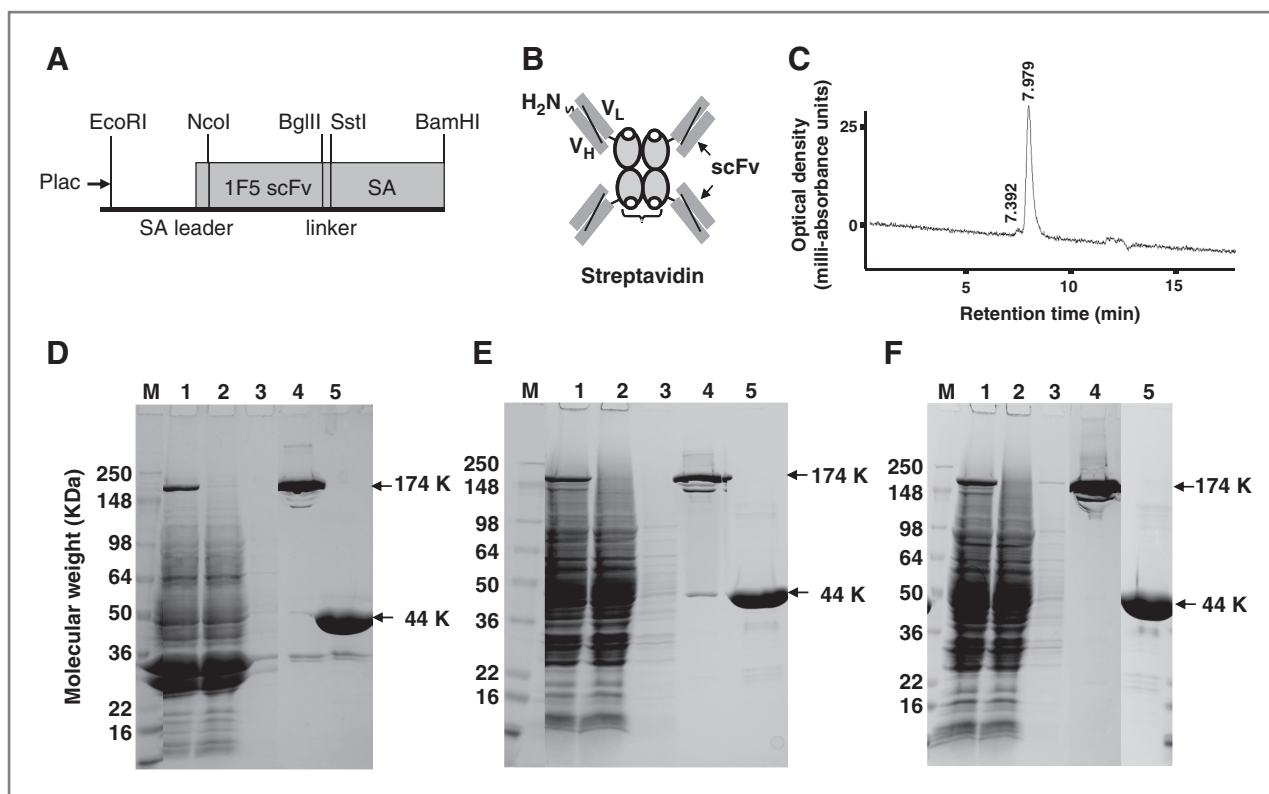 A
EcoRI NcoI BglII SstI BamHI
Plac
1F5 scFv SA
SA leader linker
B
H2N
VL
VH
scFv
Streptavidin
C
Optical density
(milli-absorbance units)
25
0
7.392
7.979
5 10 15
Retention time (min)
D
Molecular weight (KDa)
M 1 2 3 4 5
250
148
98
64
50
36
22
16
174 K
44 K
E
M 1 2 3 4 5
250
148
98
64
50
36
22
16
174 K
44 K
F
M 1 2 3 4 5
250
148
98
64
50
36
22
16
174 K
44 K